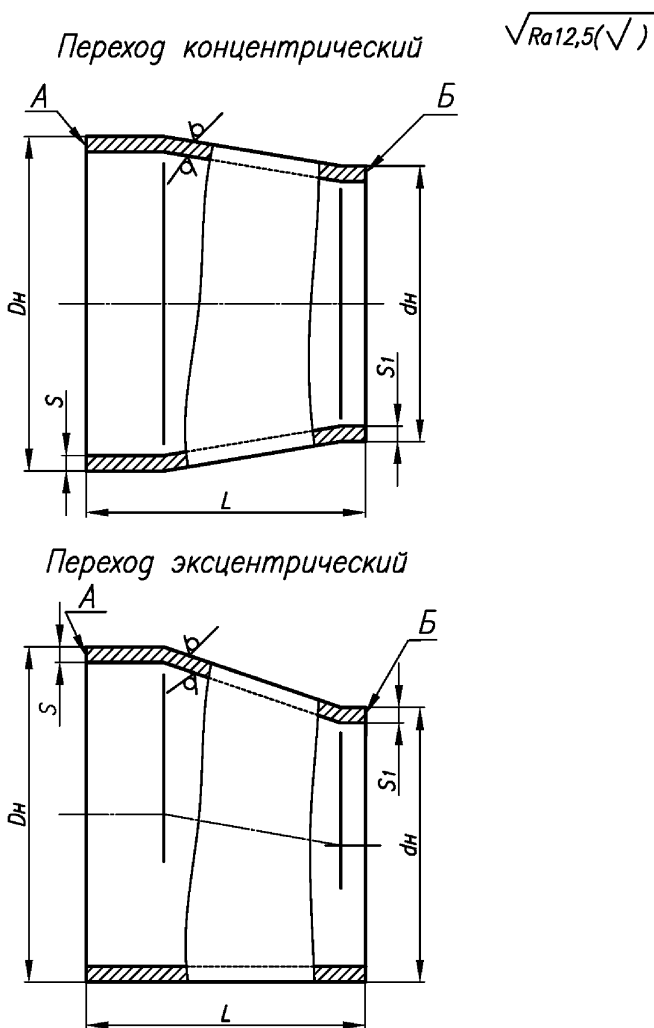 Переход концентрический
√Ra12,5(√)
А
Б
Dн
dн
S
S1
L
Переход эксцентрический
А
Б
S
S1
Dн
dн
L